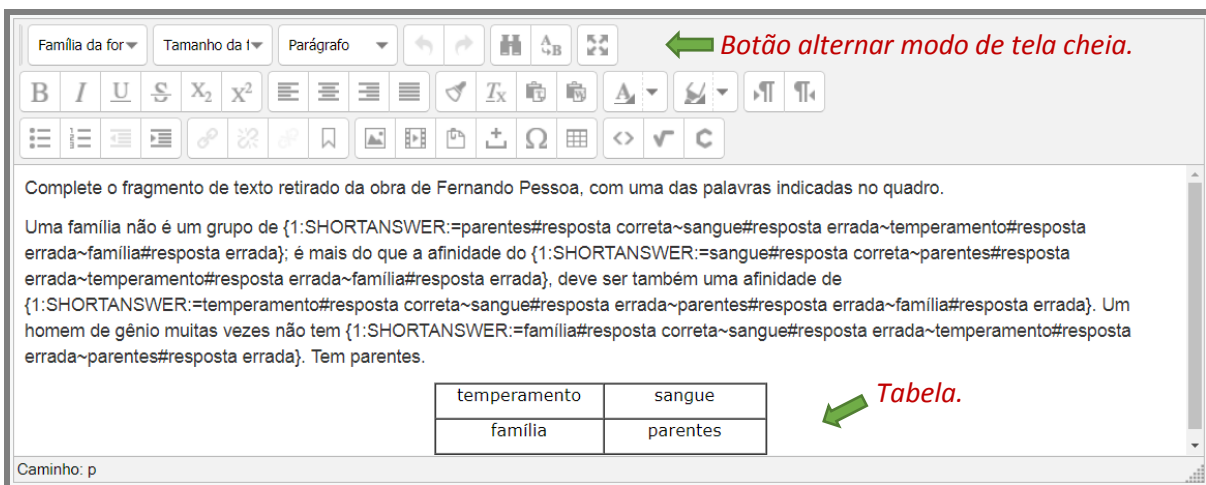 Família da for Tamanho da f Parágrafo A B Botão alternar modo de tela cheia.
B I U S X2 X² Tx T W A ¶ ¶
Ω <> √ C
Complete o fragmento de texto retirado da obra de Fernando Pessoa, com uma das palavras indicadas no quadro.
Uma família não é um grupo de {1:SHORTANSWER:=parentes#resposta correta~sangue#resposta errada~temperamento#resposta
errada~família#resposta errada}; é mais do que a afinidade do {1:SHORTANSWER:=sangue#resposta correta~parentes#resposta
errada~temperamento#resposta errada~família#resposta errada}, deve ser também uma afinidade de
{1:SHORTANSWER:=temperamento#resposta correta~sangue#resposta errada~parentes#resposta errada~família#resposta errada}. Um
homem de gênio muitas vezes não tem {1:SHORTANSWER:=família#resposta correta~sangue#resposta errada~temperamento#resposta
errada~parentes#resposta errada}. Tem parentes.
temperamento sangue Tabela.
família parentes
Caminho: p